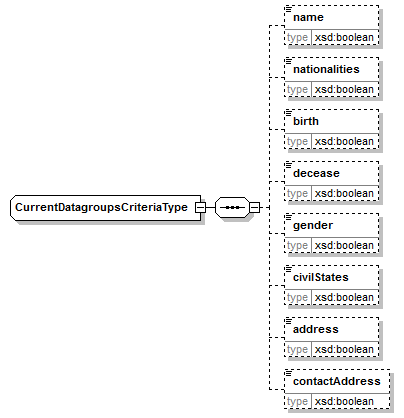 name
type xsd:boolean
nationalities
type xsd:boolean
birth
type xsd:boolean
decease
type xsd:boolean
CurrentDatagroupsCriteriaType
gender
type xsd:boolean
civilStates
type xsd:boolean
address
type xsd:boolean
contactAddress
type xsd:boolean